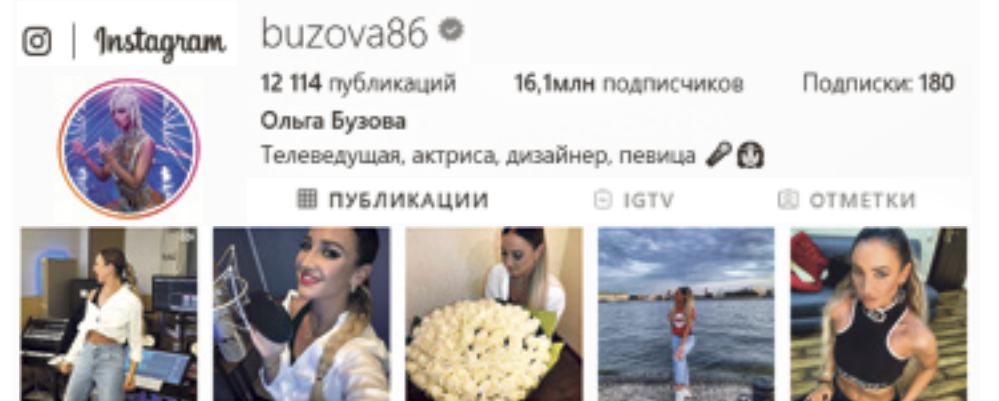 Instagram
buzova86
12 114 публикаций 16,1млн подписчиков Подписки: 180
Ольга Бузова
Телеведущая, актриса, дизайнер, певица 🎤👸
ПУБЛИКАЦИИ IGTV ОТМЕТКИ